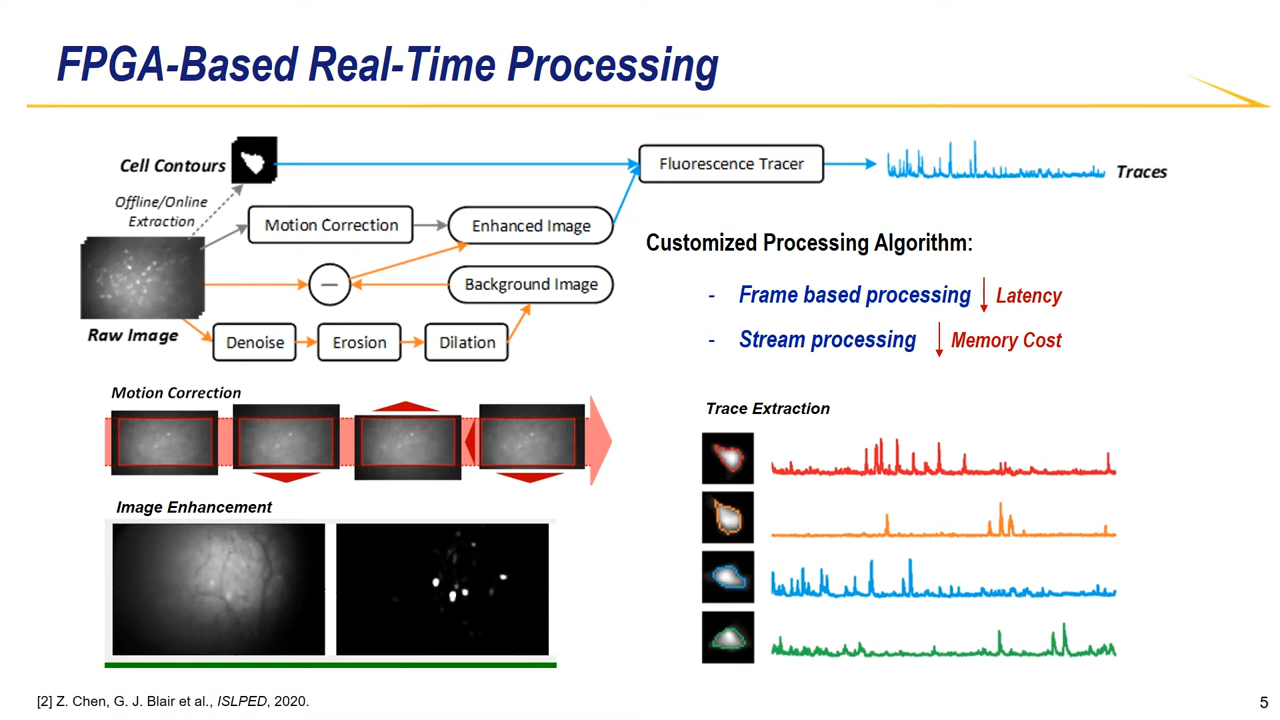 FPGA-Based Real-Time Processing
Cell Contours
Offline/Online
Extraction
Raw Image
Motion Correction
Enhanced Image
Background Image
Denoise
Erosion
Dilation
Fluorescence Tracer
Traces
Customized Processing Algorithm:
- Frame based processing ↓ Latency
- Stream processing ↓ Memory Cost
Motion Correction
Image Enhancement
Trace Extraction
[2] Z. Chen, G. J. Blair et al., ISLPED, 2020.
5